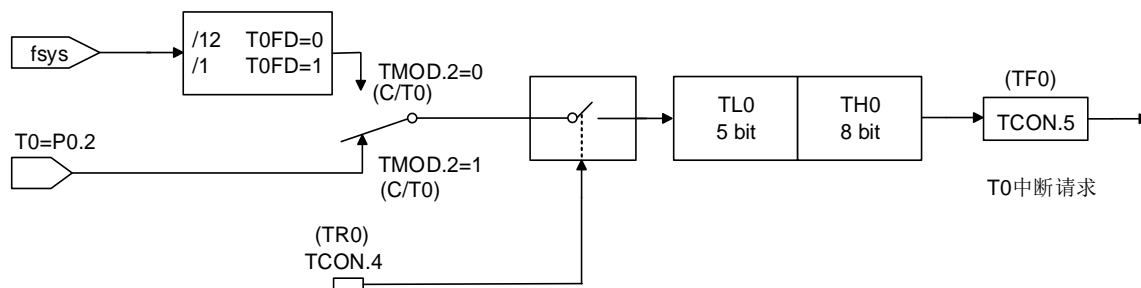 fsys
/12 T0FD=0
/1 T0FD=1
TMOD.2=0
(C/T0)
T0=P0.2
TMOD.2=1
(C/T0)
(TR0)
TCON.4
TL0
5 bit
TH0
8 bit
(TF0)
TCON.5
T0中断请求